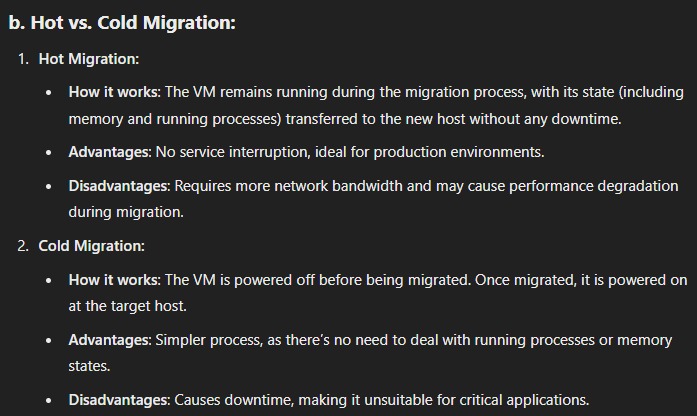 b. Hot vs. Cold Migration:
1. Hot Migration:
• How it works: The VM remains running during the migration process, with its state (including
memory and running processes) transferred to the new host without any downtime.
• Advantages: No service interruption, ideal for production environments.
• Disadvantages: Requires more network bandwidth and may cause performance degradation
during migration.
2. Cold Migration:
• How it works: The VM is powered off before being migrated. Once migrated, it is powered on
at the target host.
• Advantages: Simpler process, as there's no need to deal with running processes or memory
states.
• Disadvantages: Causes downtime, making it unsuitable for critical applications.